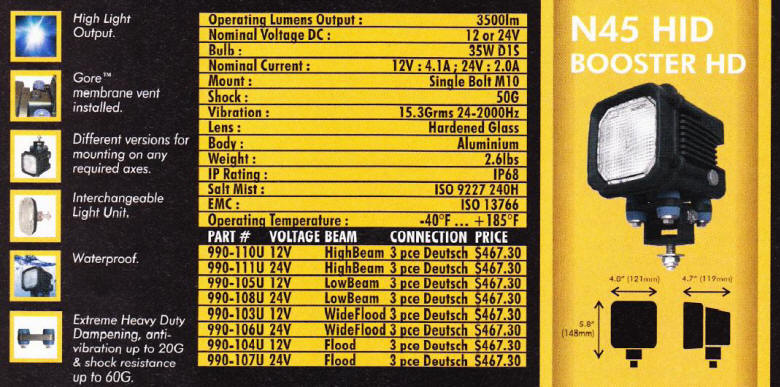 High Light
Output.
Gore™
membrane vent
installed.
Different versions for
mounting on any
required axes.
Interchangeable
Light Unit.
Waterproof.
Extreme Heavy Duty
Dampening, anti-
vibration up to 20G
& shock resistance
up to 60G.
Operating Lumens Output : 3500lm
Nominal Voltage DC : 12 or 24V
Bulb : 35W D1S
Nominal Current : 12V : 4.1A ; 24V : 2.0A
Mount : Single Bolt M10
Shock : 50G
Vibration : 15.3Grms 24-2000Hz
Lens : Hardened Glass
Body : Aluminium
Weight : 2.6lbs
IP Rating : IP68
Salt Mist : ISO 9227 240H
EMC : ISO 13766
Operating Temperature : -40°F ... +185°F
PART # VOLTAGE BEAM CONNECTION PRICE
990-110U 12V HighBeam 3 pce Deutsch $467.30
990-111U 24V HighBeam 3 pce Deutsch $467.30
990-105U 12V LowBeam 3 pce Deutsch $467.30
990-108U 24V LowBeam 3 pce Deutsch $467.30
990-103U 12V WideFlood 3 pce Deutsch $467.30
990-106U 24V WideFlood 3 pce Deutsch $467.30
990-104U 12V Flood 3 pce Deutsch $467.30
990-107U 24V Flood 3 pce Deutsch $467.30
N45 HID
BOOSTER HD
4.8" (121mm) 4.7" (119mm)
5.8"
(148mm)